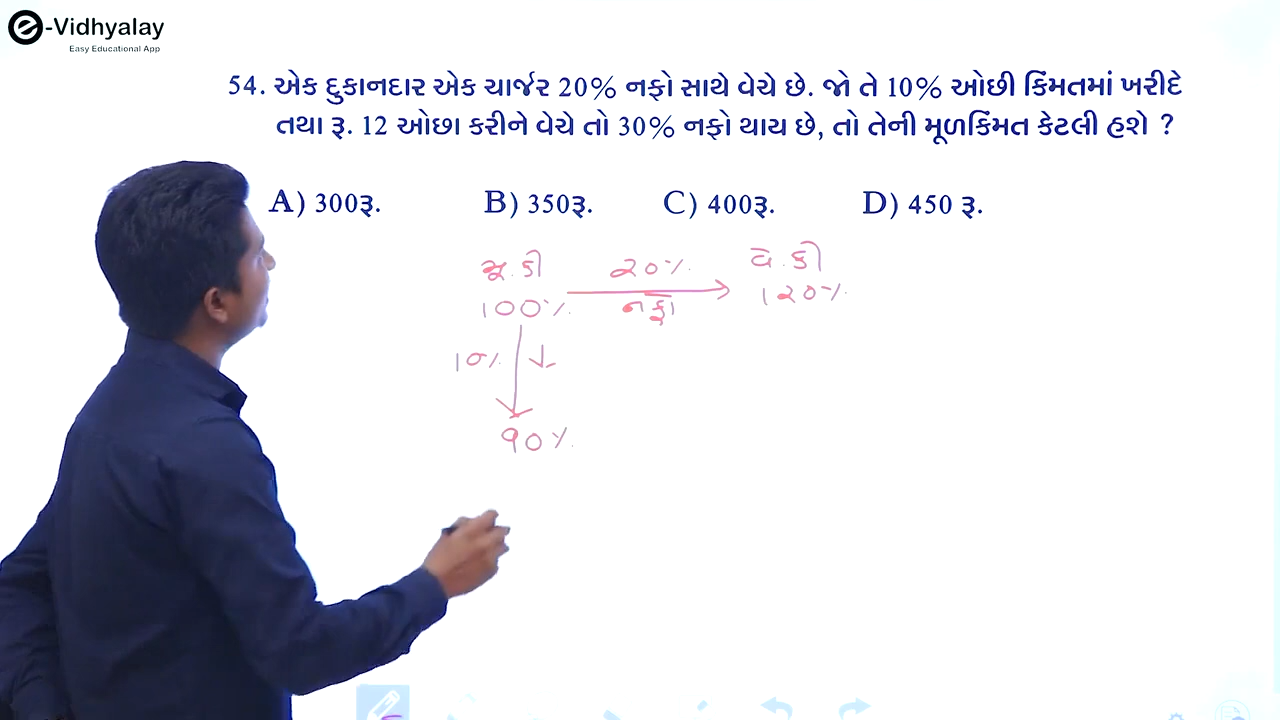 e-Vidhyalay
Easy Educational App
54. એક દુકાનદાર એક ચાર્જર 20% નફો સાથે વેચે છે. જો તે 10% ઓછી કિંમતમાં ખરીદે
તથા રૂ. 12 ઓછા કરીને વેચે તો 30% નફો થાય છે, તો તેની મૂળકિંમત કેટલી હશે ?
A) 300રૂ. B) 350રૂ. C) 400રૂ. D) 450 રૂ.
મૂ.કી 20% વે.કી
100% નફો 120%
10%
90%